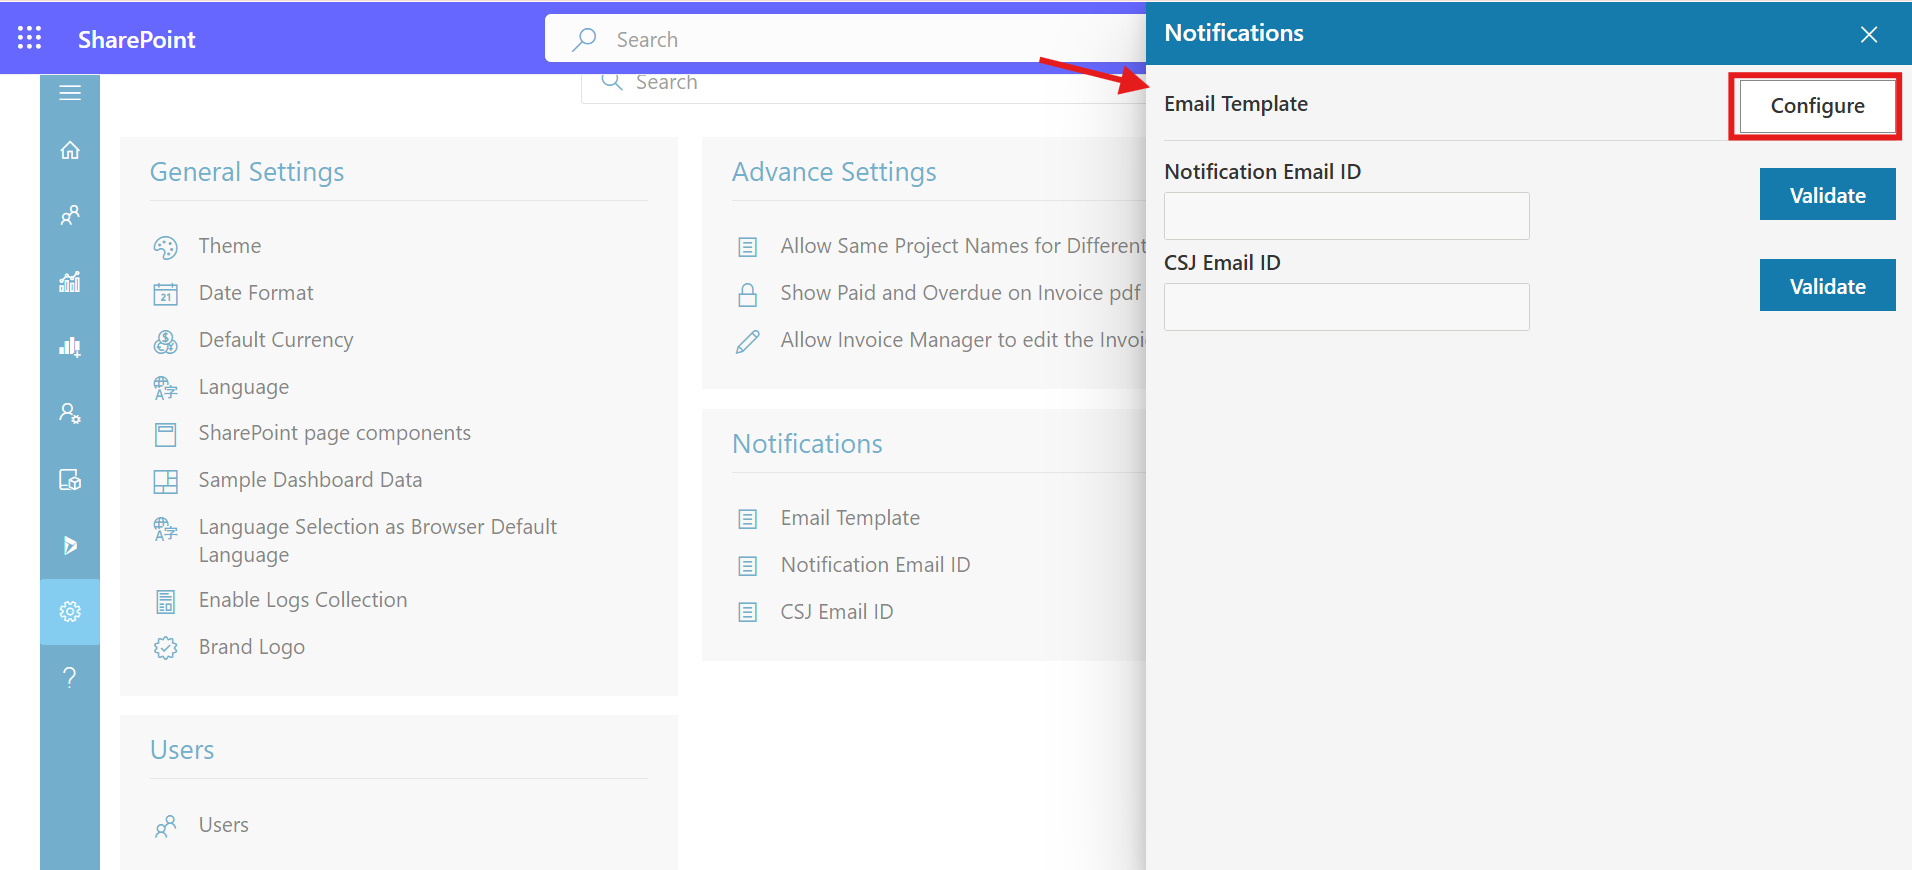 SharePoint
Search
Search
General Settings
Theme
Date Format
Default Currency
Language
SharePoint page components
Sample Dashboard Data
Language Selection as Browser Default
Language
Enable Logs Collection
Brand Logo
Users
Users
Advance Settings
Allow Same Project Names for Different
Show Paid and Overdue on Invoice pdf
Allow Invoice Manager to edit the Invoi
Notifications
Email Template
Notification Email ID
CSJ Email ID
Notifications
Email Template
Configure
Notification Email ID
Validate
CSJ Email ID
Validate